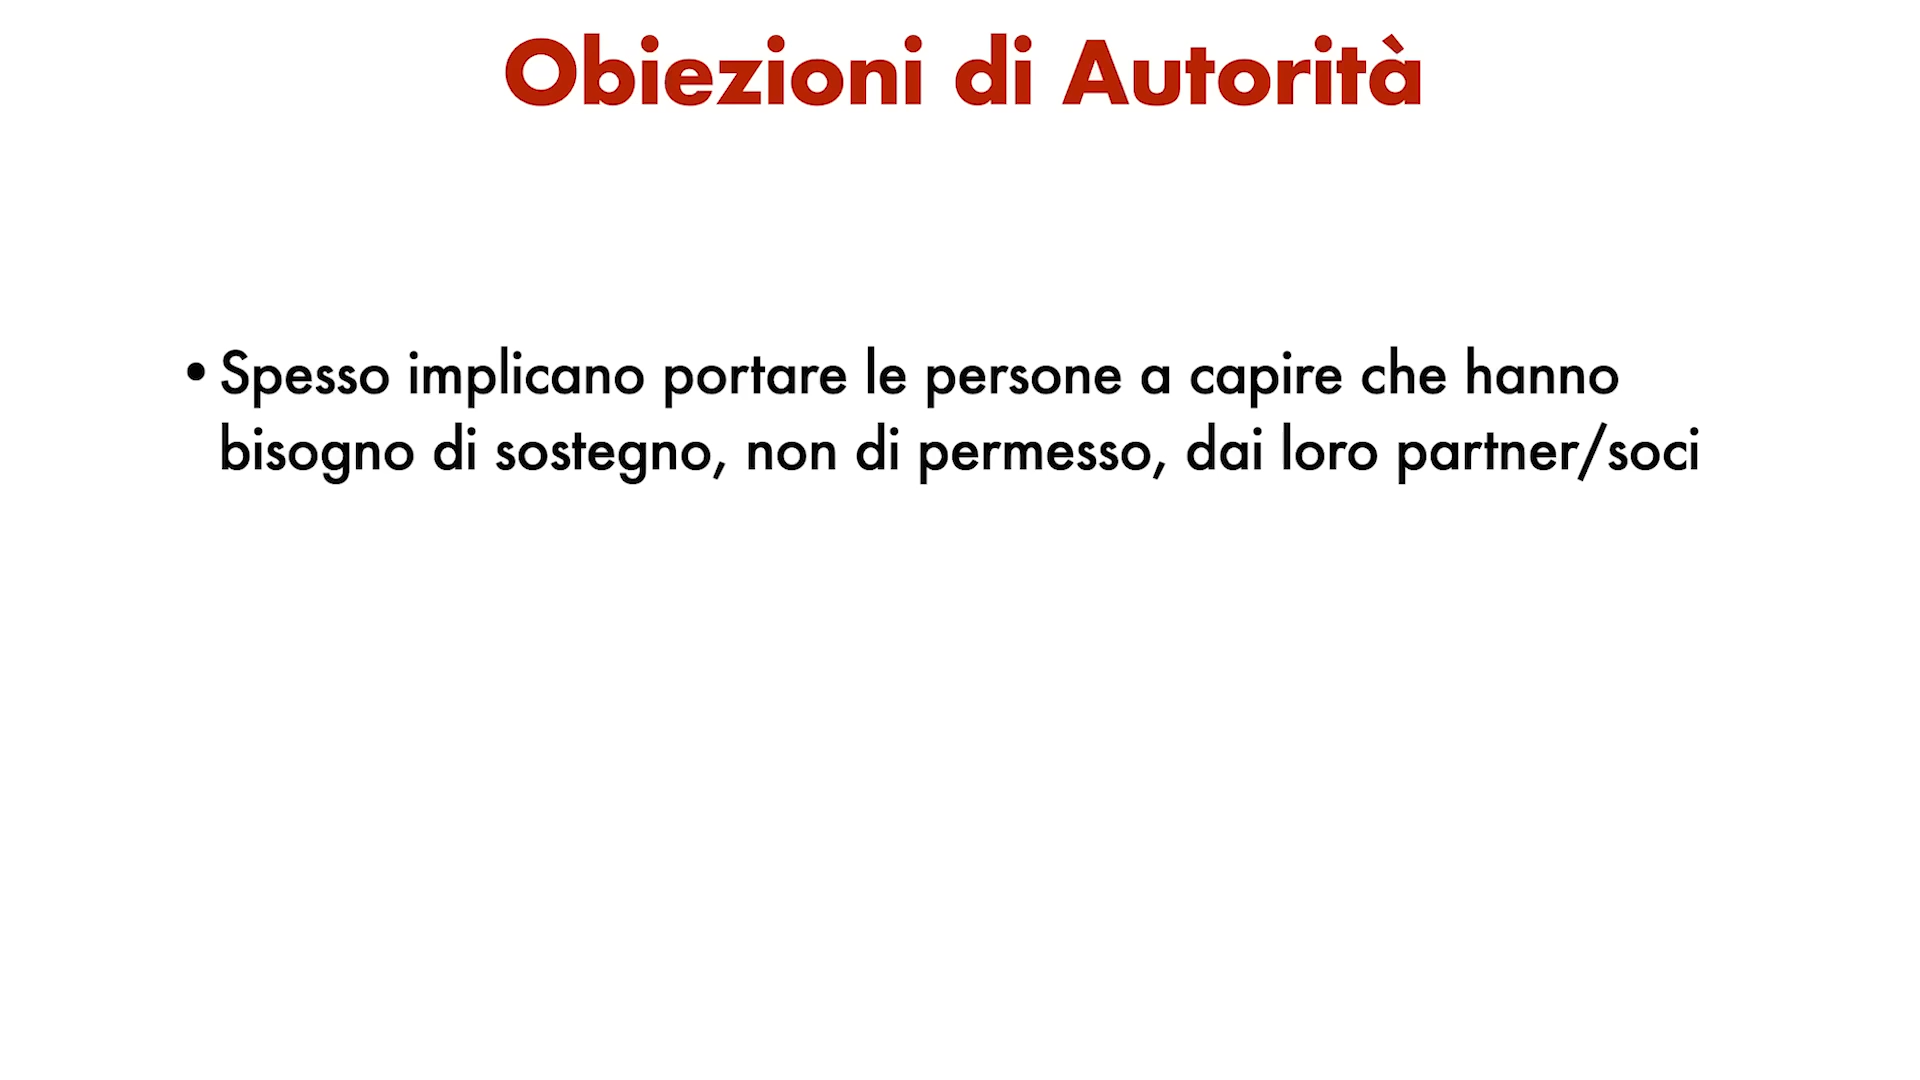 Obiezioni di Autorità
• Spesso implicano portare le persone a capire che hanno
bisogno di sostegno, non di permesso, dai loro partner/soci